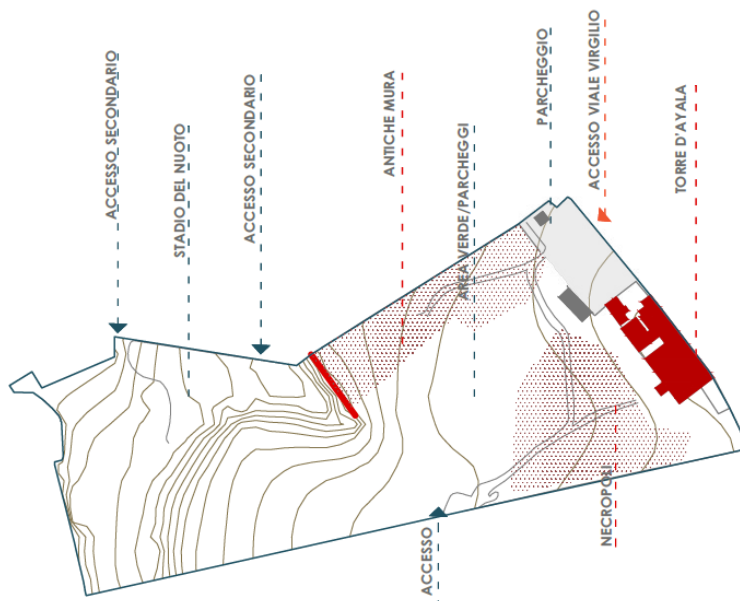 ACCESSO SECONDARIO
STADIO DEL NUOTO
ACCESSO SECONDARIO
ANTICHE MURA
AREA VERDE/PARCHEGGI
PARCHEGGIO
ACCESSO VIALE VIRGILIO
TORRE D'AYALA
ACCESSO
NECROPOSI